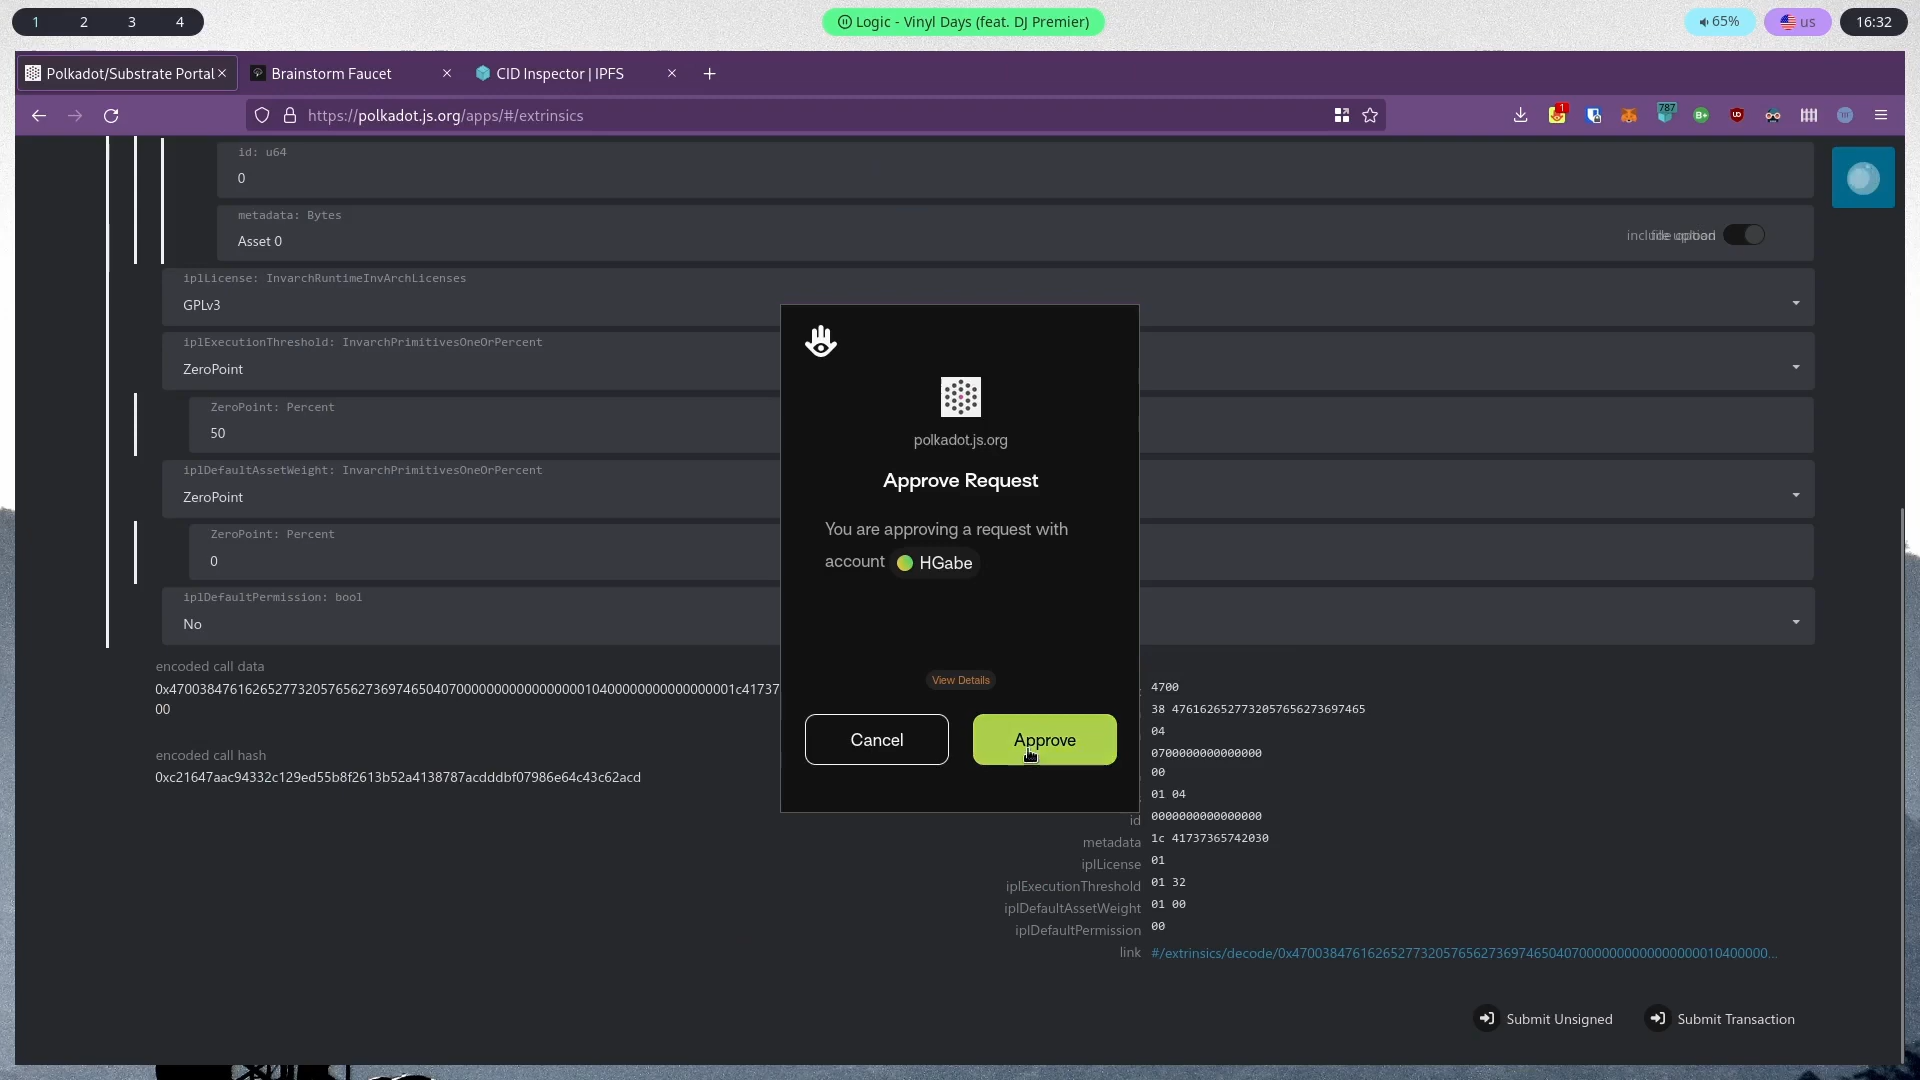 1 2 3 4
Logic - Vinyl Days (feat. DJ Premier)
65%
us
16:32
Polkadot/Substrate Portal
Brainstorm Faucet
CID Inspector | IPFS
https://polkadot.js.org/apps/#/extrinsics
1
787
B+
id: u64
0
metadata: Bytes
Asset 0
iplLicense: InvarchRuntimeInvArchLicenses
GPLv3
iplExecutionThreshold: InvarchPrimitivesOneOrPercent
ZeroPoint
ZeroPoint: Percent
50
iplDefaultAssetWeight: InvarchPrimitivesOneOrPercent
ZeroPoint
ZeroPoint: Percent
0
iplDefaultPermission: bool
No
polkadot.js.org
Approve Request
You are approving a request with
account HGabe
View Details
Cancel
Approve
encoded call data
0x47003847616265277320576562736974650407000000000000000001040000000000000001c41737
00
encoded call hash
0xc21647aac94332c129ed55b8f2613b52a4138787acdddbf07986e64c43c62acd
4700
38 4761626527732057656273697465
04
0700000000000000
00
01 04
id 0000000000000000
metadata 1c 41737365742030
iplLicense 01
iplExecutionThreshold 01 32
iplDefaultAssetWeight 01 00
iplDefaultPermission 00
link #/extrinsics/decode/0x47003847616265277320576562736974650407000000000000000000010400000...
Submit Unsigned
Submit Transaction